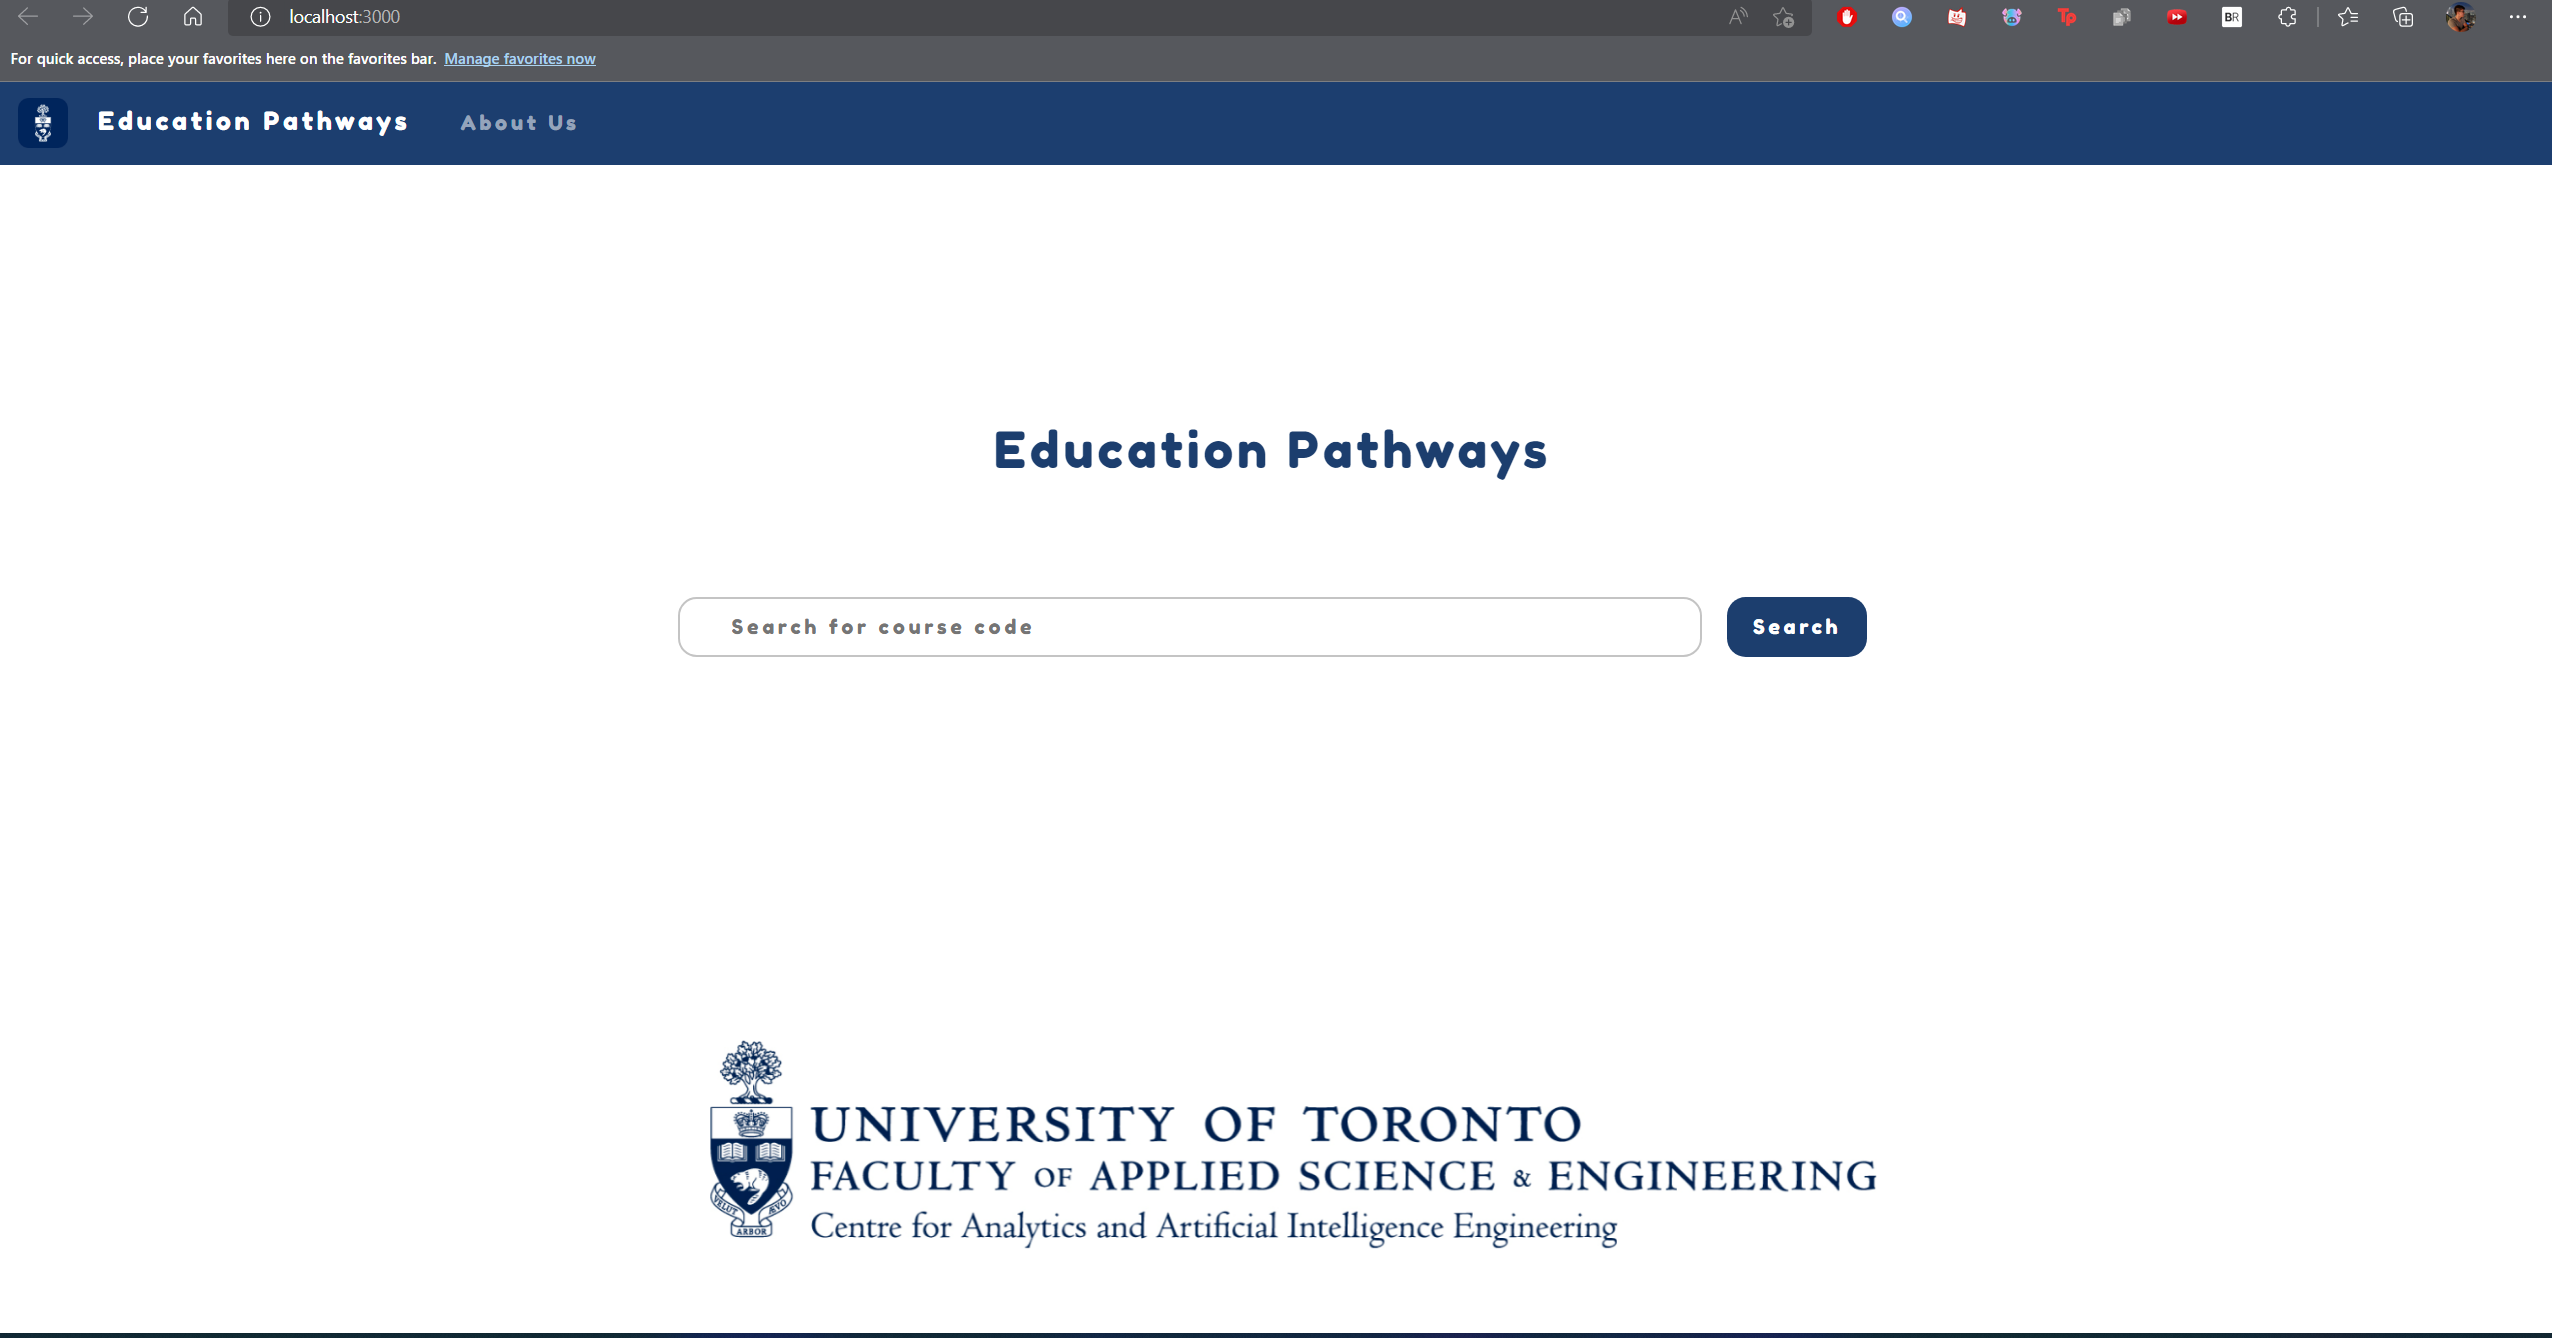 localhost:3000
For quick access, place your favorites here on the favorites bar. Manage favorites now
Education Pathways About Us
Education Pathways
Search for course code Search
UNIVERSITY OF TORONTO
FACULTY OF APPLIED SCIENCE & ENGINEERING
Centre for Analytics and Artificial Intelligence Engineering
VELUT ARBOR ÆVO